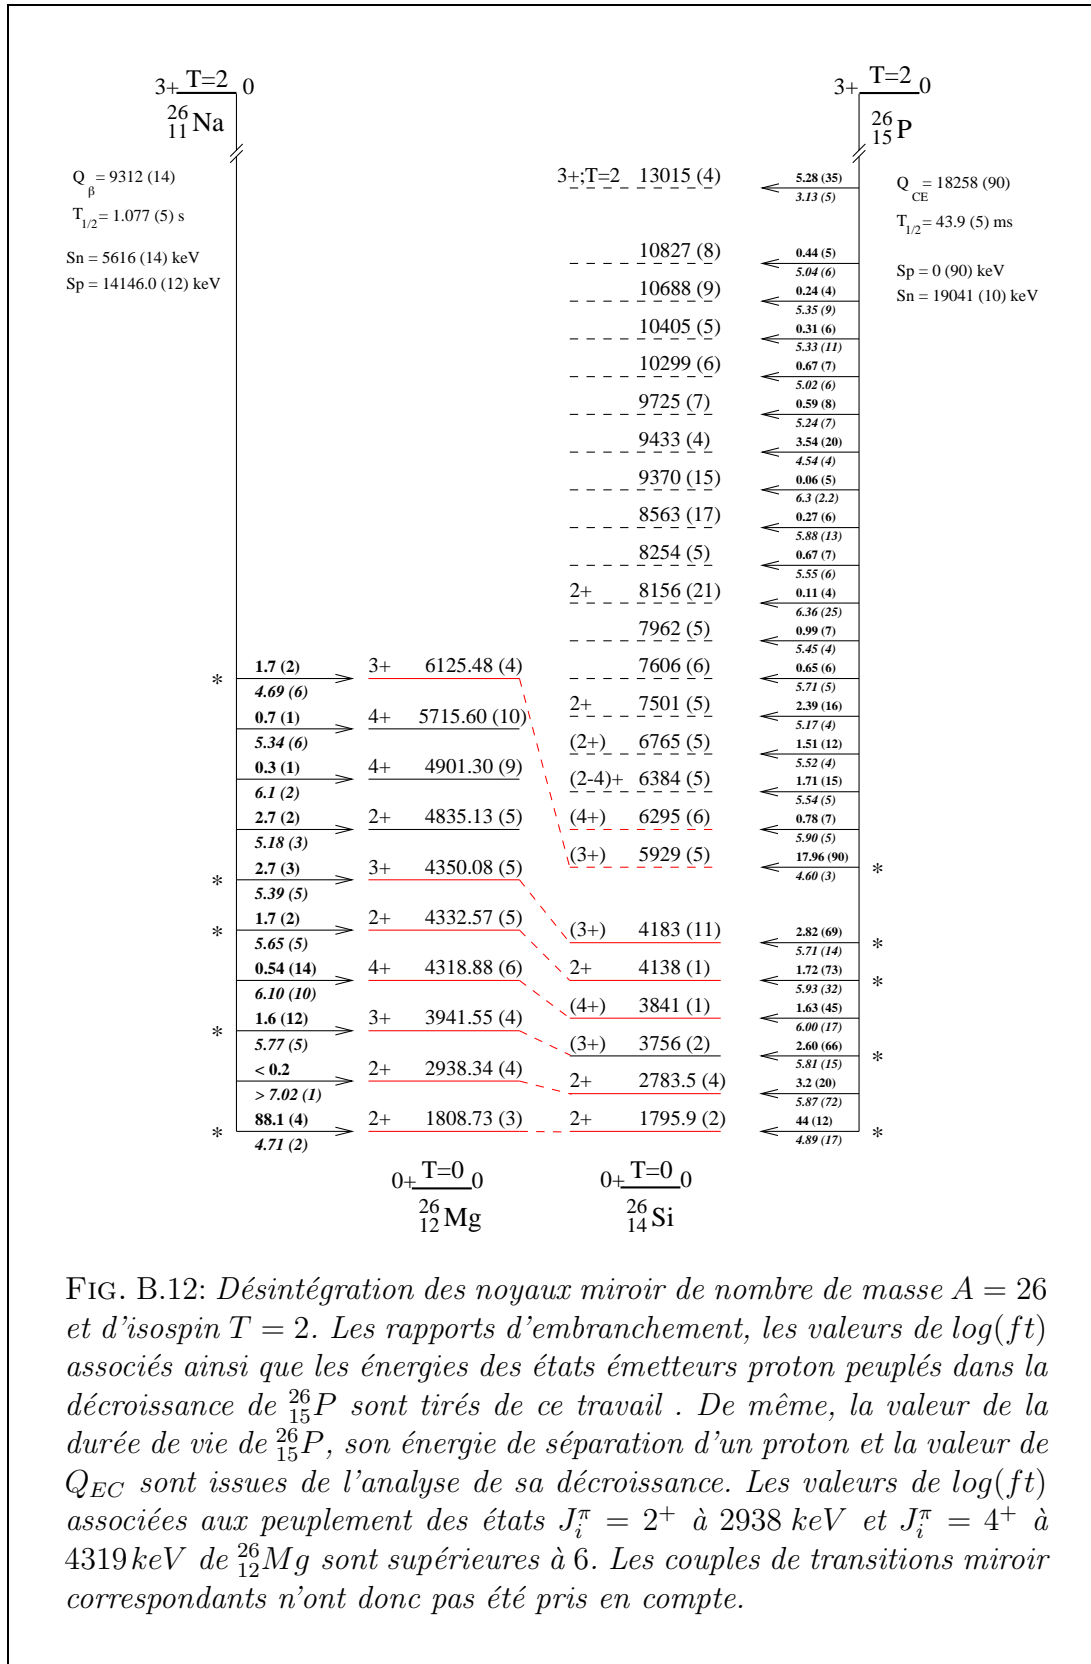 3+ T=2 0
26 11 Na
Q β = 9312 (14)
T 1/2 = 1.077 (5) s
Sn = 5616 (14) keV
Sp = 14146.0 (12) keV
3+ T=2 0
26 15 P
Q CE = 18258 (90)
T 1/2 = 43.9 (5) ms
Sp = 0 (90) keV
Sn = 19041 (10) keV
3+;T=2 13015 (4) 5.28 (35)
3.13 (5)
10827 (8) 0.44 (5)
5.04 (6)
10688 (9) 0.24 (4)
5.35 (9)
10405 (5) 0.31 (6)
5.33 (11)
10299 (6) 0.67 (7)
5.02 (6)
9725 (7) 0.59 (8)
5.24 (7)
9433 (4) 3.54 (20)
4.54 (4)
9370 (15) 0.06 (5)
6.3 (2.2)
8563 (17) 0.27 (6)
5.88 (13)
8254 (5) 0.67 (7)
5.55 (6)
2+ 8156 (21) 0.11 (4)
6.36 (25)
7962 (5) 0.99 (7)
5.45 (4)
7606 (6) 0.65 (6)
5.71 (5)
2+ 7501 (5) 2.39 (16)
5.17 (4)
(2+) 6765 (5) 1.51 (12)
5.52 (4)
(2-4)+ 6384 (5) 1.71 (15)
5.54 (5)
(4+) 6295 (6) 0.78 (7)
5.90 (5)
(3+) 5929 (5) 17.96 (90) *
4.60 (3)
(3+) 4183 (11) 2.82 (69) *
5.71 (14)
2+ 4138 (1) 1.72 (73) *
5.93 (32)
(4+) 3841 (1) 1.63 (45)
6.00 (17)
(3+) 3756 (2) 2.60 (66) *
5.81 (15)
2+ 2783.5 (4) 3.2 (20)
5.87 (72)
2+ 1795.9 (2) 44 (12) *
4.89 (17)
* 1.7 (2) 3+ 6125.48 (4)
4.69 (6)
0.7 (1) 4+ 5715.60 (10)
5.34 (6)
0.3 (1) 4+ 4901.30 (9)
6.1 (2)
2.7 (2) 2+ 4835.13 (5)
5.18 (3)
* 2.7 (3) 3+ 4350.08 (5)
5.39 (5)
* 1.7 (2) 2+ 4332.57 (5)
5.65 (5)
0.54 (14) 4+ 4318.88 (6)
6.10 (10)
* 1.6 (12) 3+ 3941.55 (4)
5.77 (5)
< 0.2 2+ 2938.34 (4)
> 7.02 (1)
* 88.1 (4) 2+ 1808.73 (3)
4.71 (2)
0+ T=0 0
26 12 Mg
0+ T=0 0
26 14 Si
FIG. B.12: Désintégration des noyaux miroir de nombre de masse A = 26
et d'isospin T = 2. Les rapports d'embranchement, les valeurs de log(ft)
associés ainsi que les énergies des états émetteurs proton peuplés dans la
décroissance de 26 15 P sont tirés de ce travail . De même, la valeur de la
durée de vie de 26 15 P, son énergie de séparation d'un proton et la valeur de
Q_EC sont issues de l'analyse de sa décroissance. Les valeurs de log(ft)
associées aux peuplement des états J_i^π = 2+ à 2938 keV et J_i^π = 4+ à
4319 keV de 26 12 Mg sont supérieures à 6. Les couples de transitions miroir
correspondants n'ont donc pas été pris en compte.